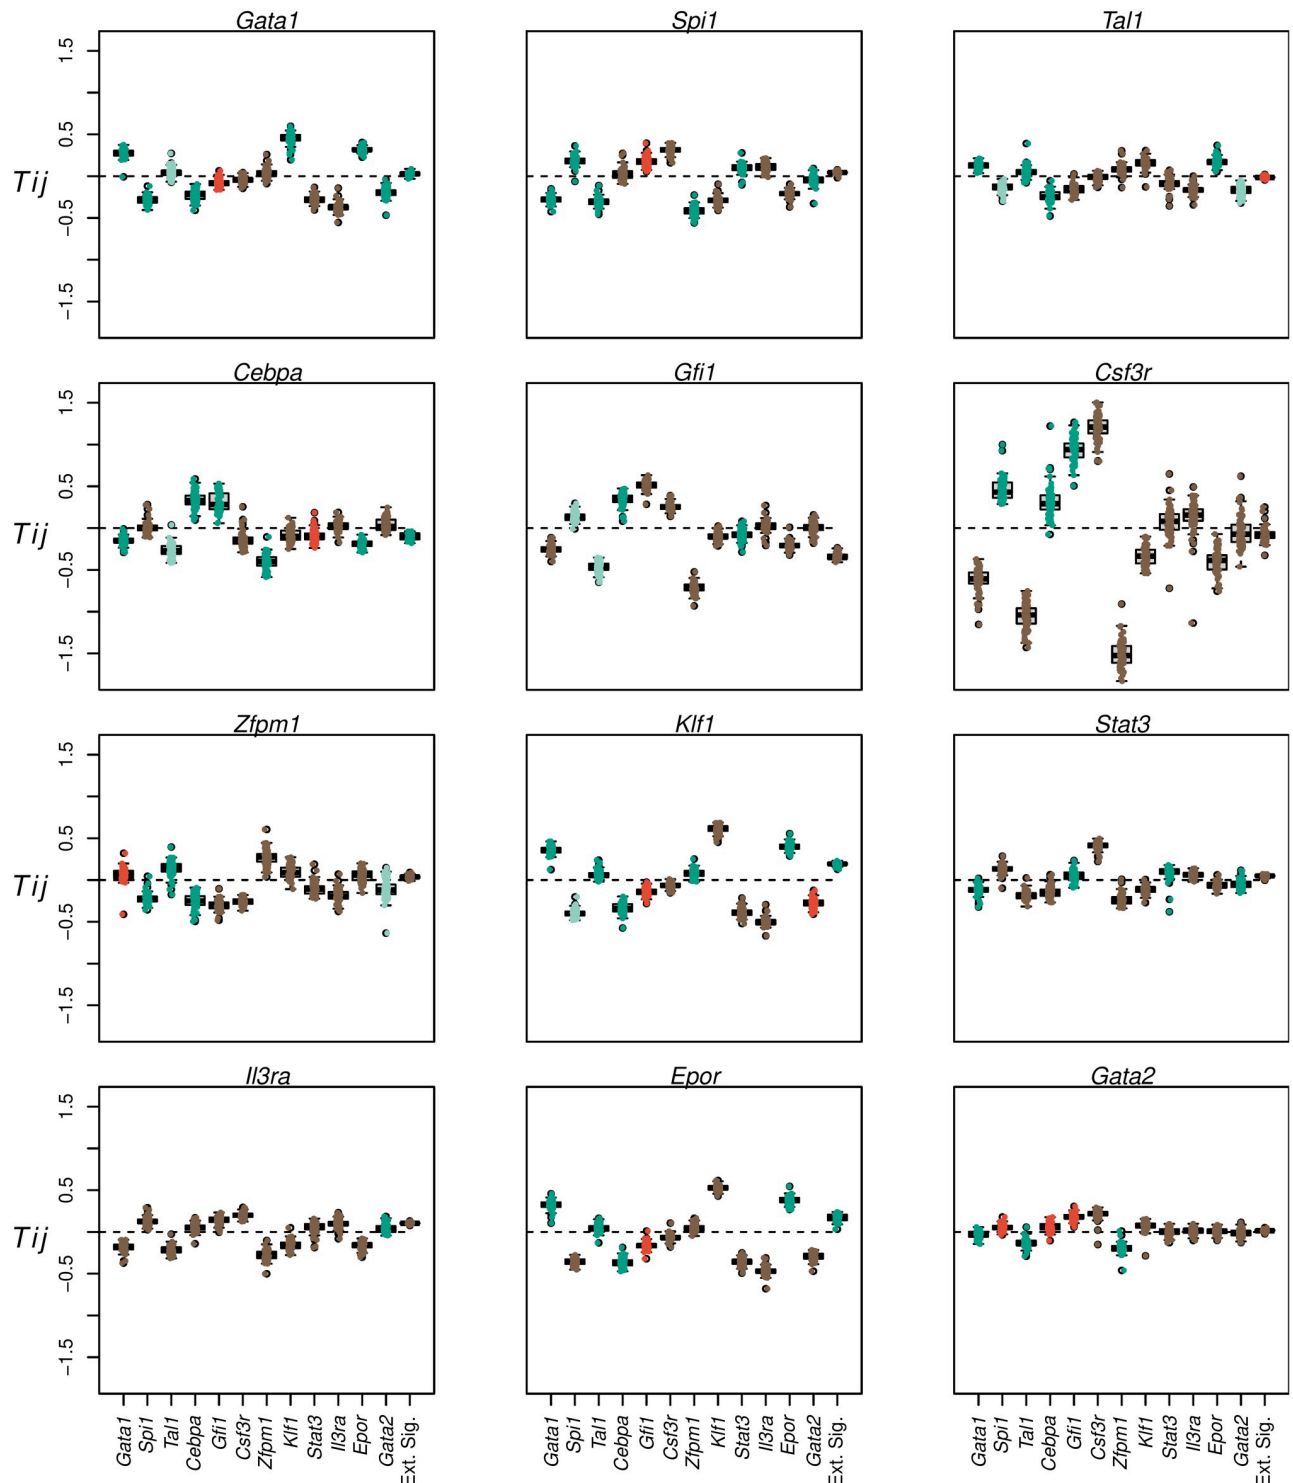 Gata1 Spi1 Tal1
1.5
0.5
Tij
−0.5
−1.5
Cebpa Gfi1 Csf3r
1.5
0.5
Tij
−0.5
−1.5
Zfpm1 Klf1 Stat3
1.5
0.5
Tij
−0.5
−1.5
Il3ra Epor Gata2
1.5
0.5
Tij
−0.5
−1.5
Gata1 Spi1 Tal1 Cebpa Gfi1 Csf3r Zfpm1 Klf1 Stat3 Il3ra Epor Gata2 Ext. Sig.
Gata1 Spi1 Tal1 Cebpa Gfi1 Csf3r Zfpm1 Klf1 Stat3 Il3ra Epor Gata2 Ext. Sig.
Gata1 Spi1 Tal1 Cebpa Gfi1 Csf3r Zfpm1 Klf1 Stat3 Il3ra Epor Gata2 Ext. Sig.